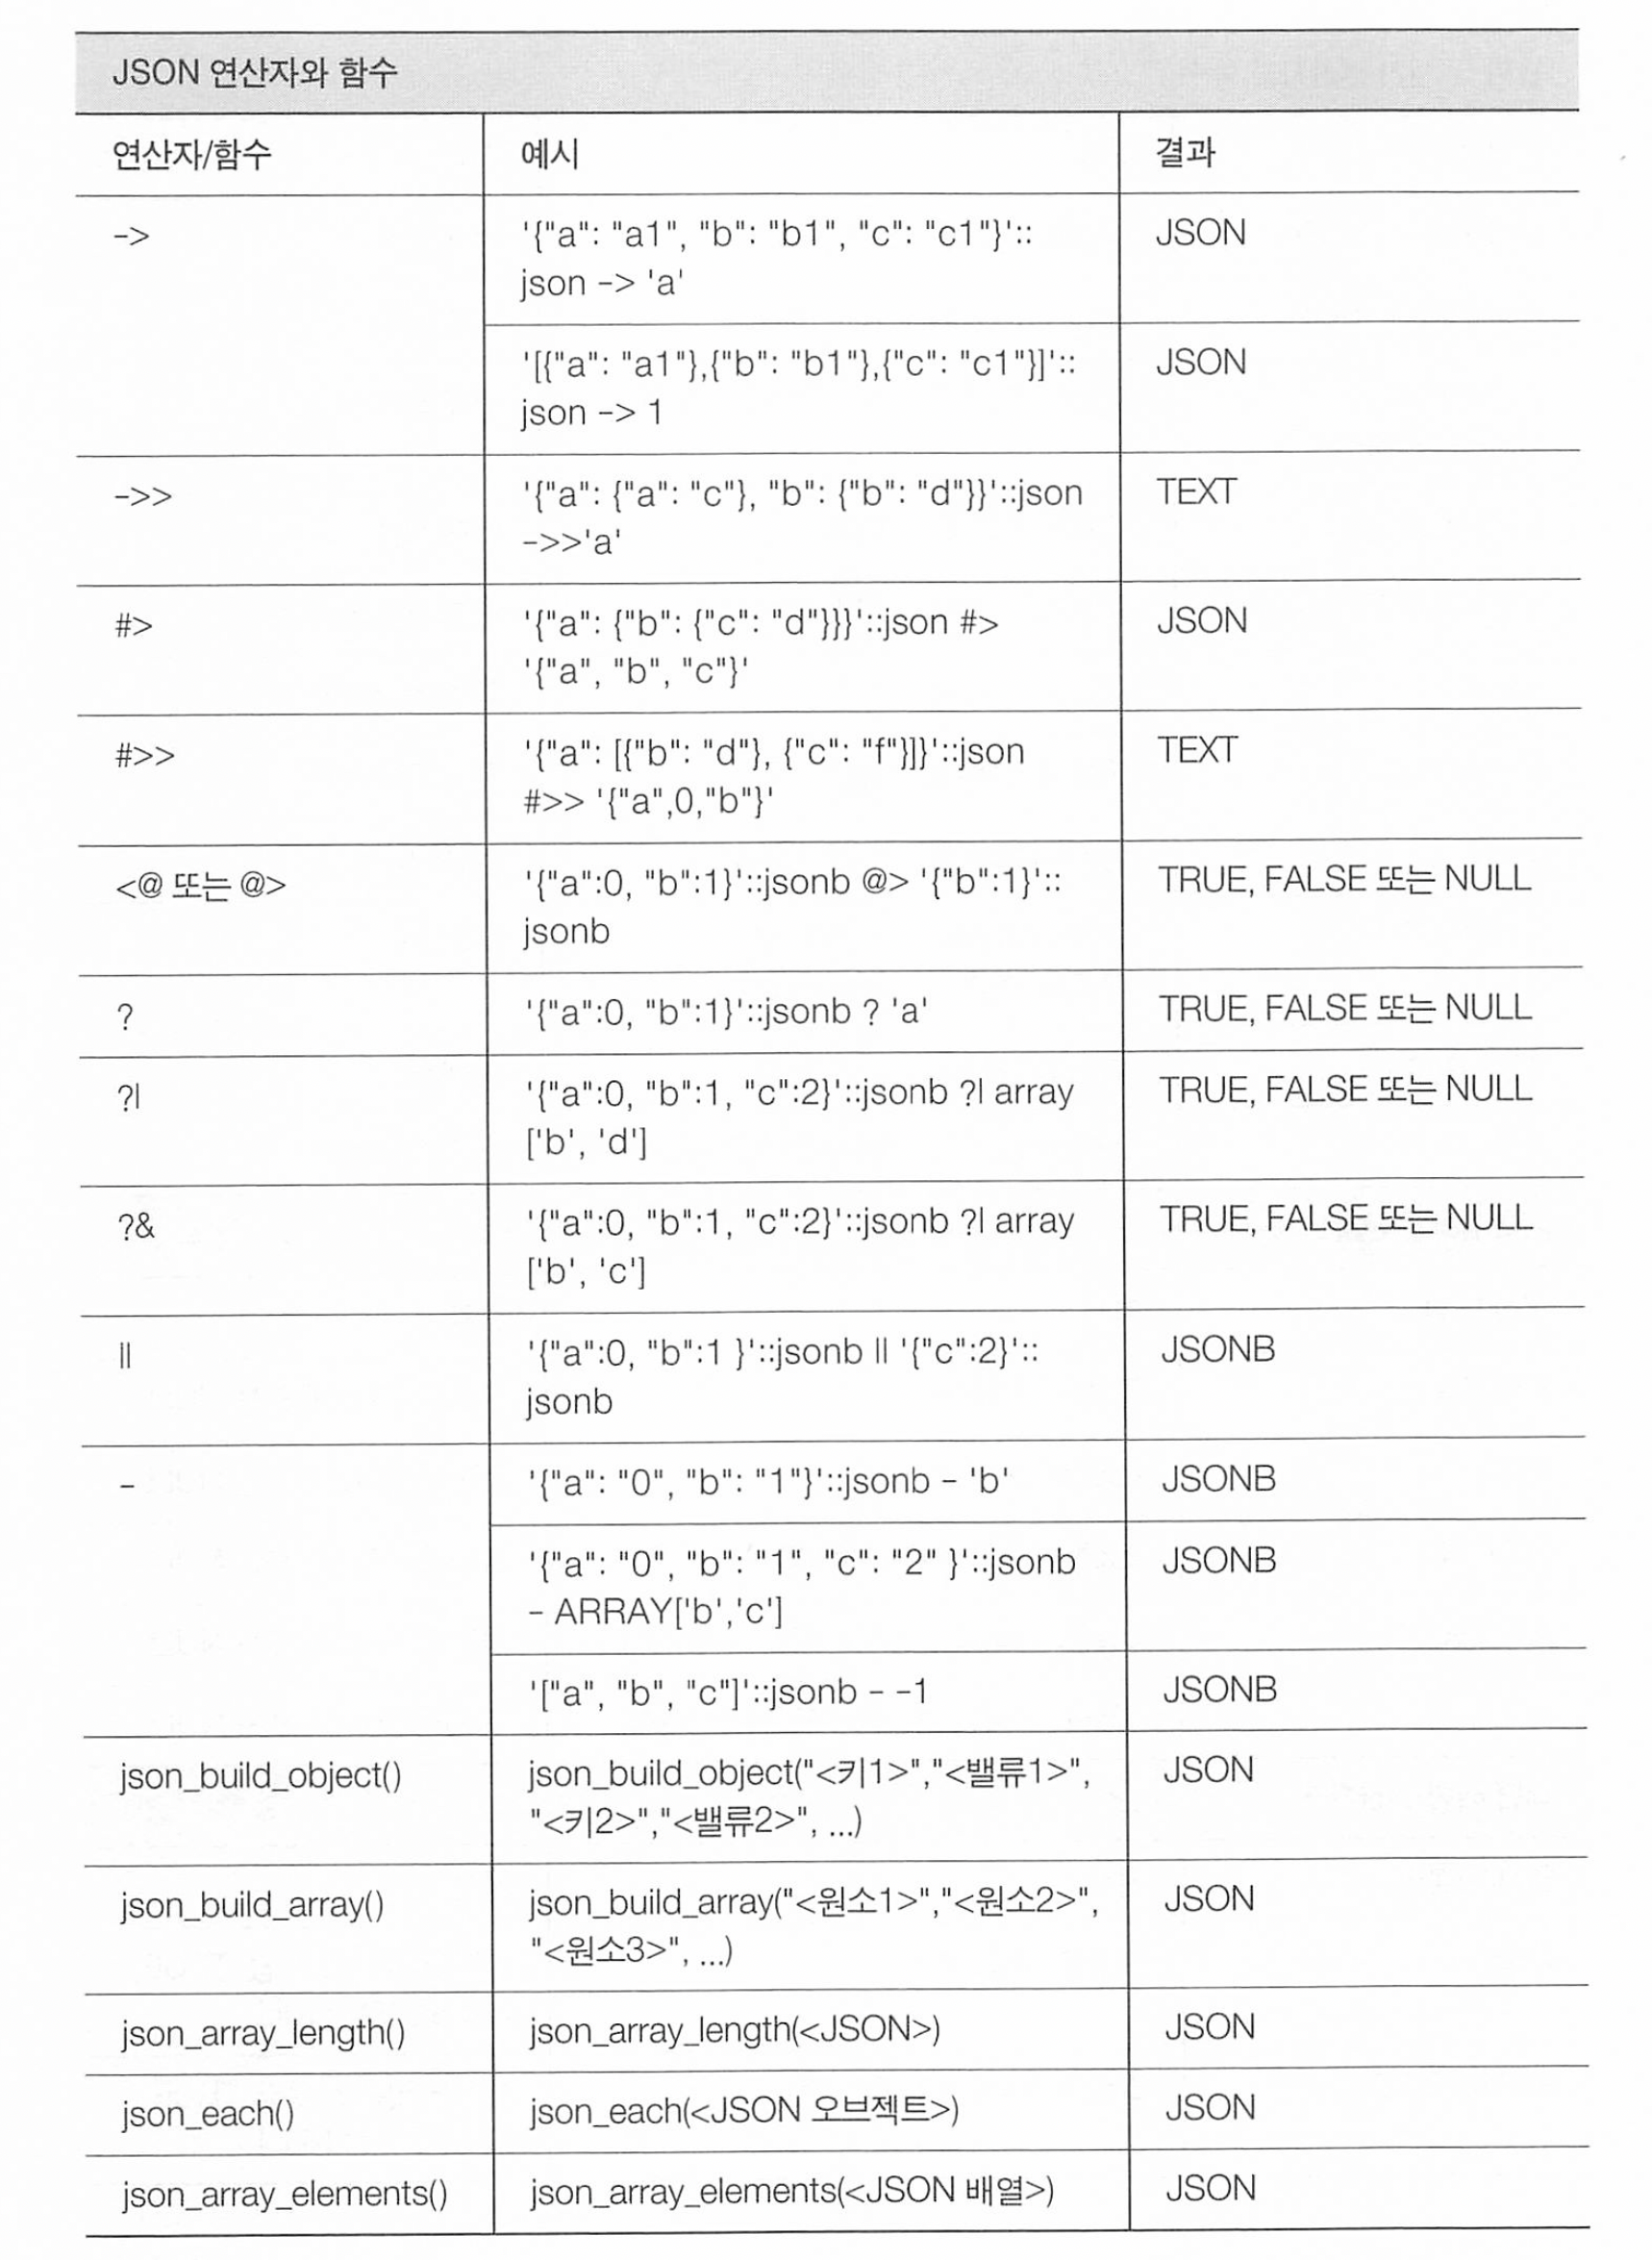 JSON 연산자와 함수
연산자/함수
예시
결과
->
'{"a": "a1", "b": "b1", "c": "c1"}'::
json -> 'a'
JSON
'[{"a": "a1"},{"b": "b1"},{"c": "c1"}]'::
json -> 1
JSON
->>
'{"a": {"a": "c"}, "b": {"b": "d"}}'::json
->>'a'
TEXT
#>
'{"a": {"b": {"c": "d"}}}'::json #>
'{"a", "b", "c"}'
JSON
#>>
'{"a": [{"b": "d"}, {"c": "f"}]}'::json
#>> '{"a",0,"b"}'
TEXT
<@ 또는 @>
'{"a":0, "b":1}'::jsonb @> '{"b":1}'::
jsonb
TRUE, FALSE 또는 NULL
?
'{"a":0, "b":1}'::jsonb ? 'a'
TRUE, FALSE 또는 NULL
?|
'{"a":0, "b":1, "c":2}'::jsonb ?| array
['b', 'd']
TRUE, FALSE 또는 NULL
?&
'{"a":0, "b":1, "c":2}'::jsonb ?| array
['b', 'c']
TRUE, FALSE 또는 NULL
||
'{"a":0, "b":1 }'::jsonb || '{"c":2}'::
jsonb
JSONB
-
'{"a": "0", "b": "1"}'::jsonb - 'b'
JSONB
'{"a": "0", "b": "1", "c": "2" }'::jsonb
- ARRAY['b','c']
JSONB
'["a", "b", "c"]'::jsonb - -1
JSONB
json_build_object()
json_build_object("<키1>","<밸류1>",
"<키2>","<밸류2>", ...)
JSON
json_build_array()
json_build_array("<원소1>","<원소2>",
"<원소3>", ...)
JSON
json_array_length()
json_array_length(<JSON>)
JSON
json_each()
json_each(<JSON 오브젝트>)
JSON
json_array_elements()
json_array_elements(<JSON 배열>)
JSON